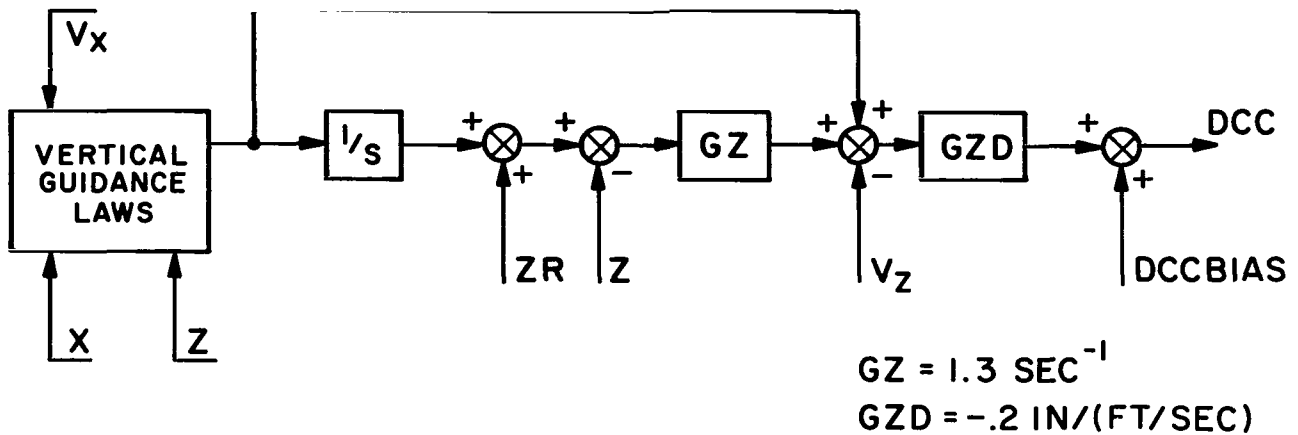 VX
VERTICAL
GUIDANCE
LAWS
X
Z
1/S
+
+
ZR
+
-
Z
GZ
+
+
-
VZ
GZD
+
+
DCC
DCCBIAS
GZ = 1.3 SEC⁻¹
GZD = -.2 IN/(FT/SEC)